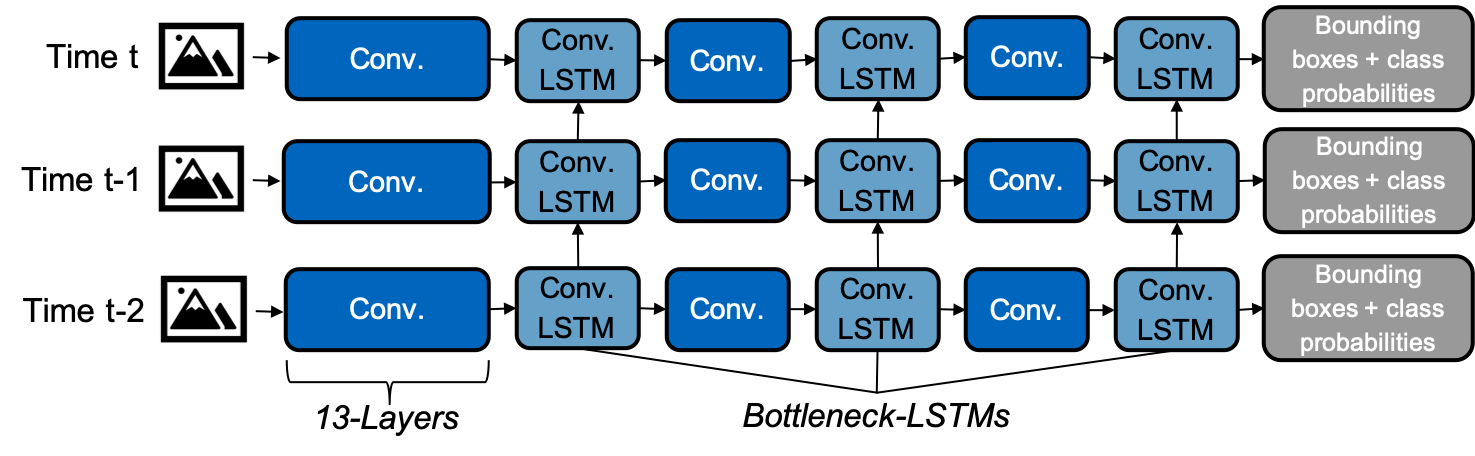 Time t
Conv.
Conv.
LSTM
Conv.
Conv.
LSTM
Conv.
Conv.
LSTM
Bounding
boxes + class
probabilities
Time t-1
Conv.
Conv.
LSTM
Conv.
Conv.
LSTM
Conv.
Conv.
LSTM
Bounding
boxes + class
probabilities
Time t-2
Conv.
Conv.
LSTM
Conv.
Conv.
LSTM
Conv.
Conv.
LSTM
Bounding
boxes + class
probabilities
13-Layers
Bottleneck-LSTMs